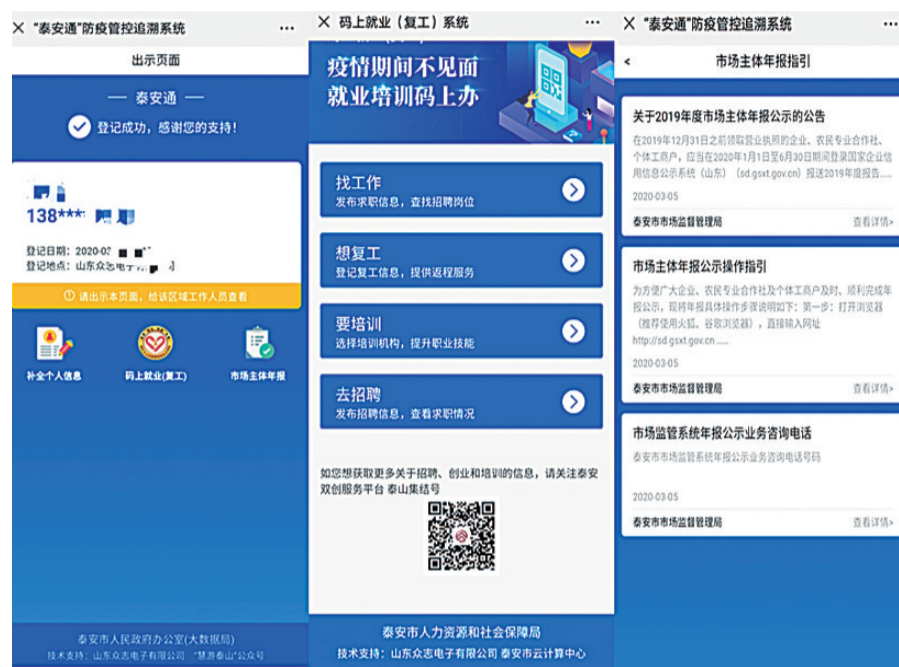 “泰安通”防疫管控追溯系统
出示页面
泰安通
登记成功，感谢您的支持！
138***
登记日期：2020-0
登记地点：山东众志电子
请出示本页面，给该区域工作人员查看
补全个人信息
码上就业(复工)
市场主体年报
泰安市人民政府办公室(大数据局)
技术支持：山东众志电子有限公司 “慧游泰山”公众号
码上就业（复工）系统
疫情期间不见面
就业培训码上办
找工作
发布求职信息，查找招聘岗位
想复工
登记复工信息，提供返程服务
要培训
选择培训机构，提升职业技能
去招聘
发布招聘信息，查看求职情况
如您想获取更多关于招聘、创业和培训的信息，请关注泰安
双创服务平台 泰山集结号
泰安市人力资源和社会保障局
技术支持：山东众志电子有限公司 泰安市云计算中心
“泰安通”防疫管控追溯系统
市场主体年报指引
关于2019年度市场主体年报公示的公告
在2019年12月31日之前领取营业执照的企业、农民专业合作社、
个体工商户，应当在2020年1月1日至6月30日期间登录国家企业信
用信息公示系统（山东）（sd.gsxt.gov.cn）报送2019年度报告......
2020-03-05
泰安市市场监督管理局 查看详情>
市场主体年报公示操作指引
为方便广大企业、农民专业合作社及个体工商户及时、顺利完成年
报公示，现将年报具体操作步骤说明如下：第一步：打开浏览器
（推荐使用火狐、谷歌浏览器），直接输入网址
http://sd.gsxt.gov.cn ......
2020-03-05
泰安市市场监督管理局 查看详情>
市场监管系统年报公示业务咨询电话
泰安市市场监管系统年报公示业务咨询电话号码
2020-03-05
泰安市市场监督管理局 查看详情>